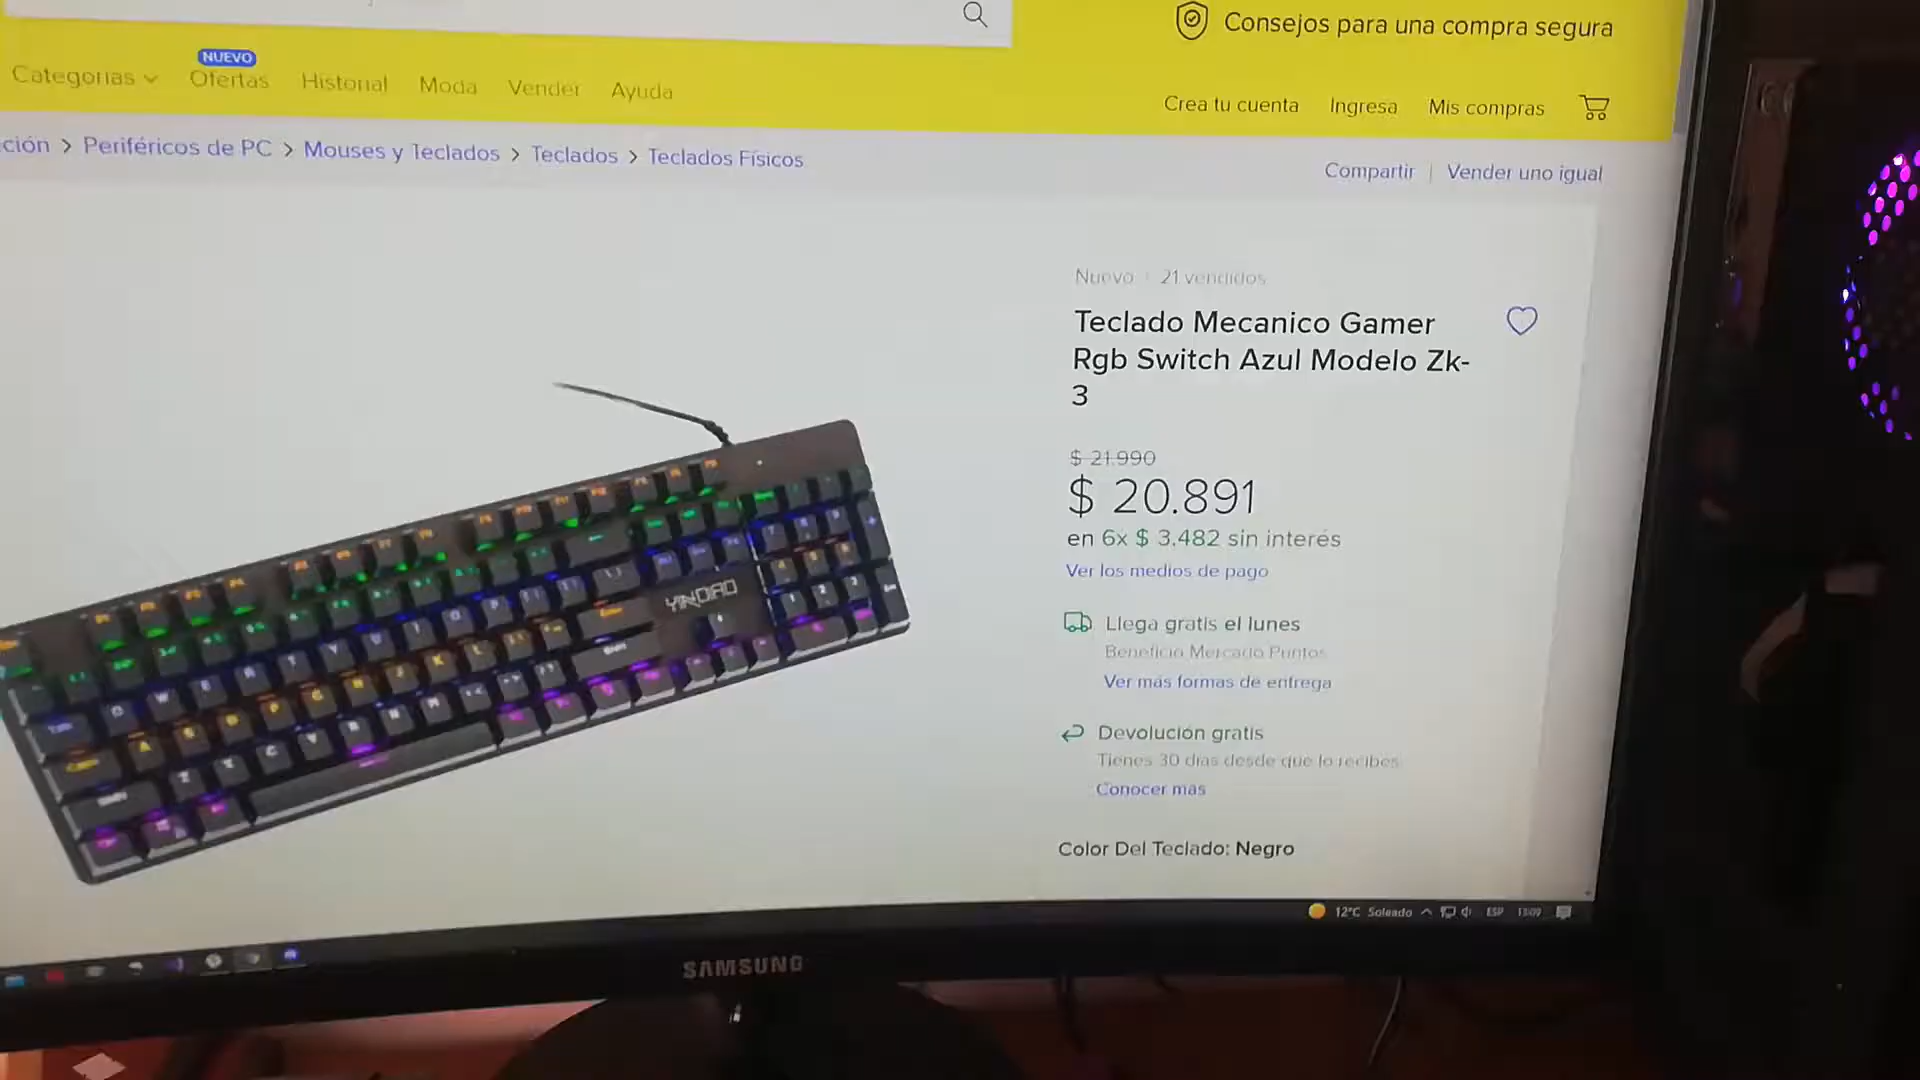 Consejos para una compra segura
NUEVO
Categorías Ofertas Historial Moda Vender Ayuda
Crea tu cuenta Ingresa Mis compras
ción > Periféricos de PC > Mouses y Teclados > Teclados > Teclados Físicos
Compartir | Vender uno igual
Nuevo | 21 vendidos
Teclado Mecanico Gamer
Rgb Switch Azul Modelo Zk-
3
$ 21.990
$ 20.891
en 6x $ 3.482 sin interés
Ver los medios de pago
Llega gratis el lunes
Beneficio Mercado Puntos
Ver más formas de entrega
Devolución gratis
Tienes 30 días desde que lo recibes.
Conocer más
Color Del Teclado: Negro
YINDIAO
12°C Soleado ESP 13:09
SAMSUNG